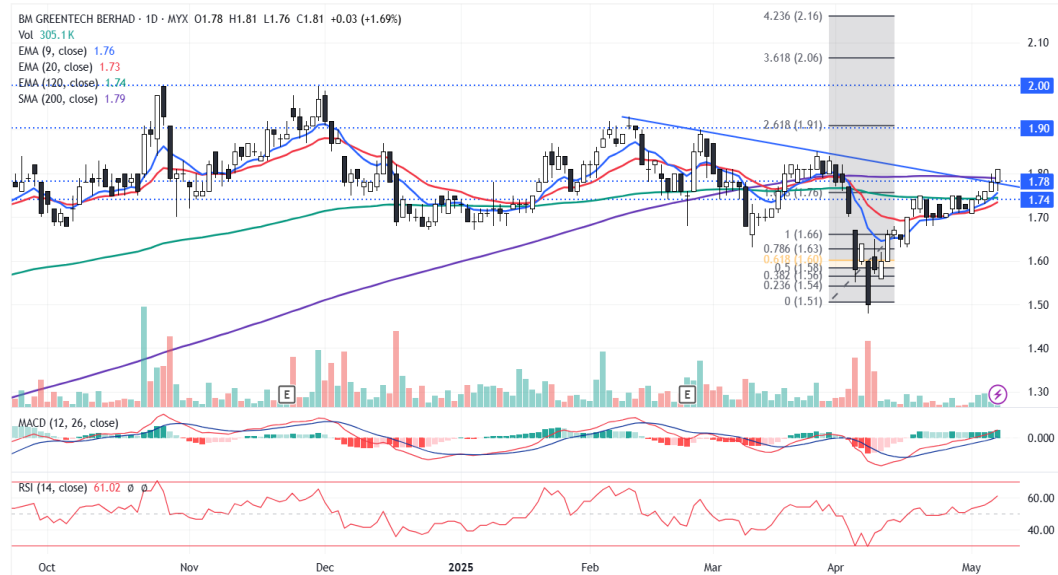 BM GREENTECH BERHAD · 1D · MYX O1.78 H1.81 L1.76 C1.81 +0.03 (+1.69%)
Vol 305.1K
EMA (9, close) 1.76
EMA (20, close) 1.73
EMA (120, close) 1.74
SMA (200, close) 1.79
4.236 (2.16)
3.618 (2.06)
2.618 (1.91)
1 (1.66)
0.786 (1.63)
0.618 (1.60)
0.5 (1.58)
0.382 (1.56)
0.236 (1.54)
0 (1.51)
2.10
2.00
1.90
1.80
1.78
1.74
1.70
1.60
1.50
1.40
1.30
E
E
MACD (12, 26, close)
0.000
RSI (14, close) 61.02 ø ø
60.00
40.00
Oct
Nov
Dec
2025
Feb
Mar
Apr
May